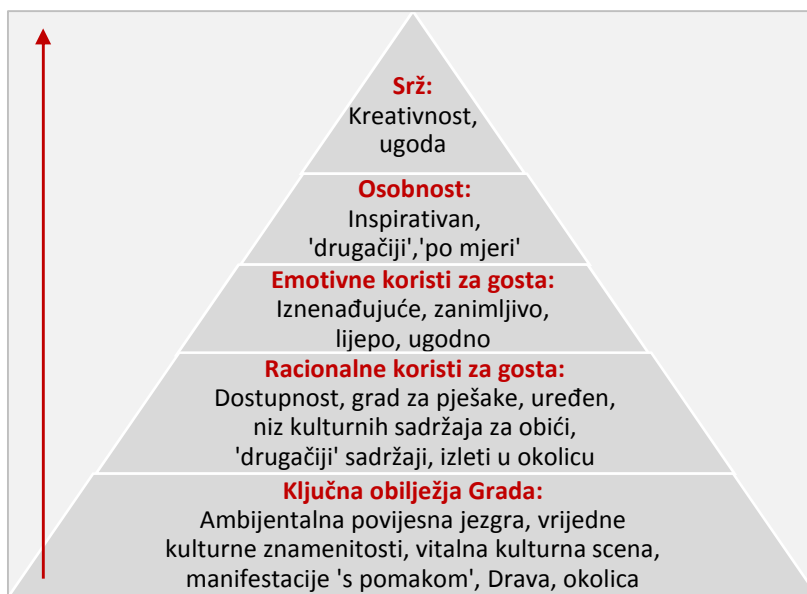 Srž:
Kreativnost,
ugoda
Osobnost:
Inspirativan,
'drugačiji','po mjeri'
Emotivne koristi za gosta:
Iznenađujuće, zanimljivo,
lijepo, ugodno
Racionalne koristi za gosta:
Dostupnost, grad za pješake, uređen,
niz kulturnih sadržaja za obići,
'drugačiji' sadržaji, izleti u okolicu
Ključna obilježja Grada:
Ambijentalna povijesna jezgra, vrijedne
kulturne znamenitosti, vitalna kulturna scena,
manifestacije 's pomakom', Drava, okolica